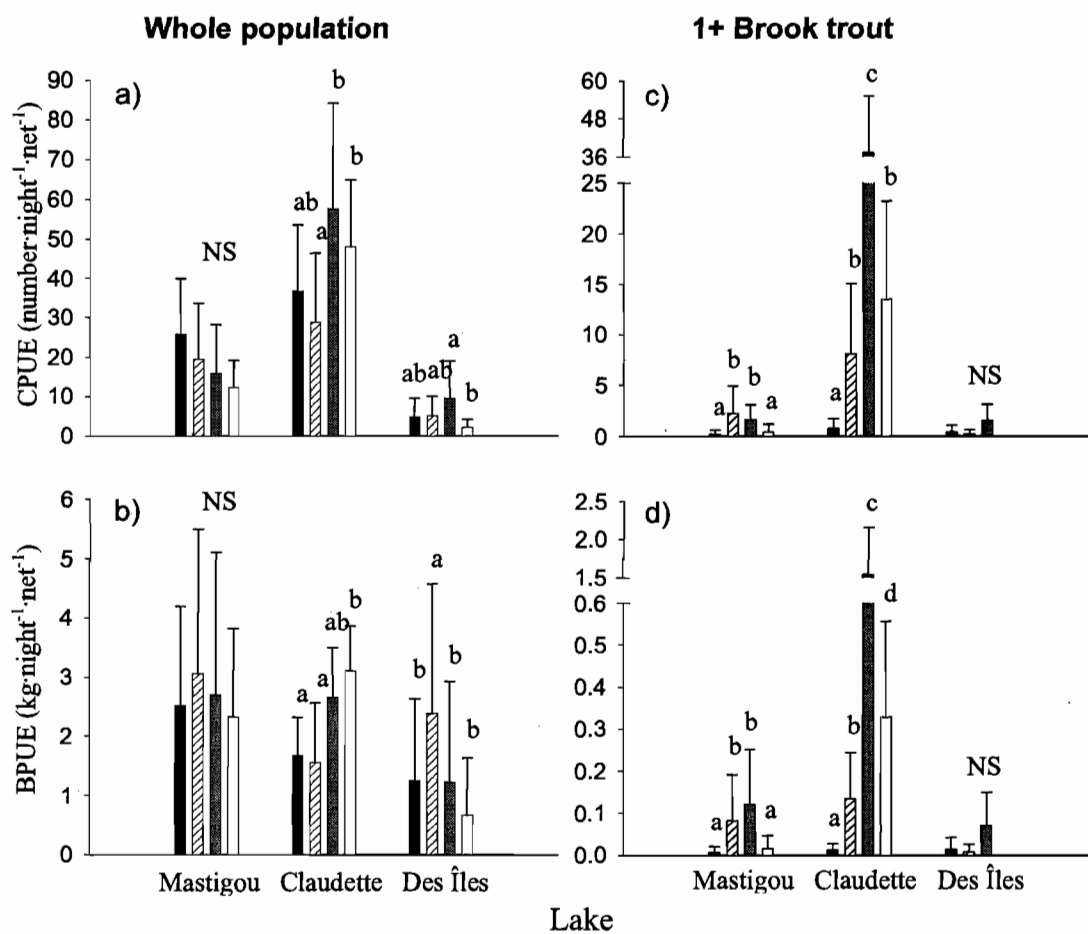 Whole population
1+ Brook trout
a)
CPUE (number·night⁻¹·net⁻¹)
90
80
70
60
50
40
30
20
10
0
NS
ab
a
b
b
ab
ab
a
b
c)
60
48
36
25
20
15
10
5
0
a
b
b
a
a
b
c
b
NS
b)
BPUE (kg·night⁻¹·net⁻¹)
6
5
4
3
2
1
0
NS
a
a
ab
b
b
a
b
b
Mastigou Claudette Des Îles
d)
2.5
2.0
1.5
0.6
0.5
0.4
0.3
0.2
0.1
0.0
a
b
b
a
a
b
c
d
NS
Mastigou Claudette Des Îles
Lake